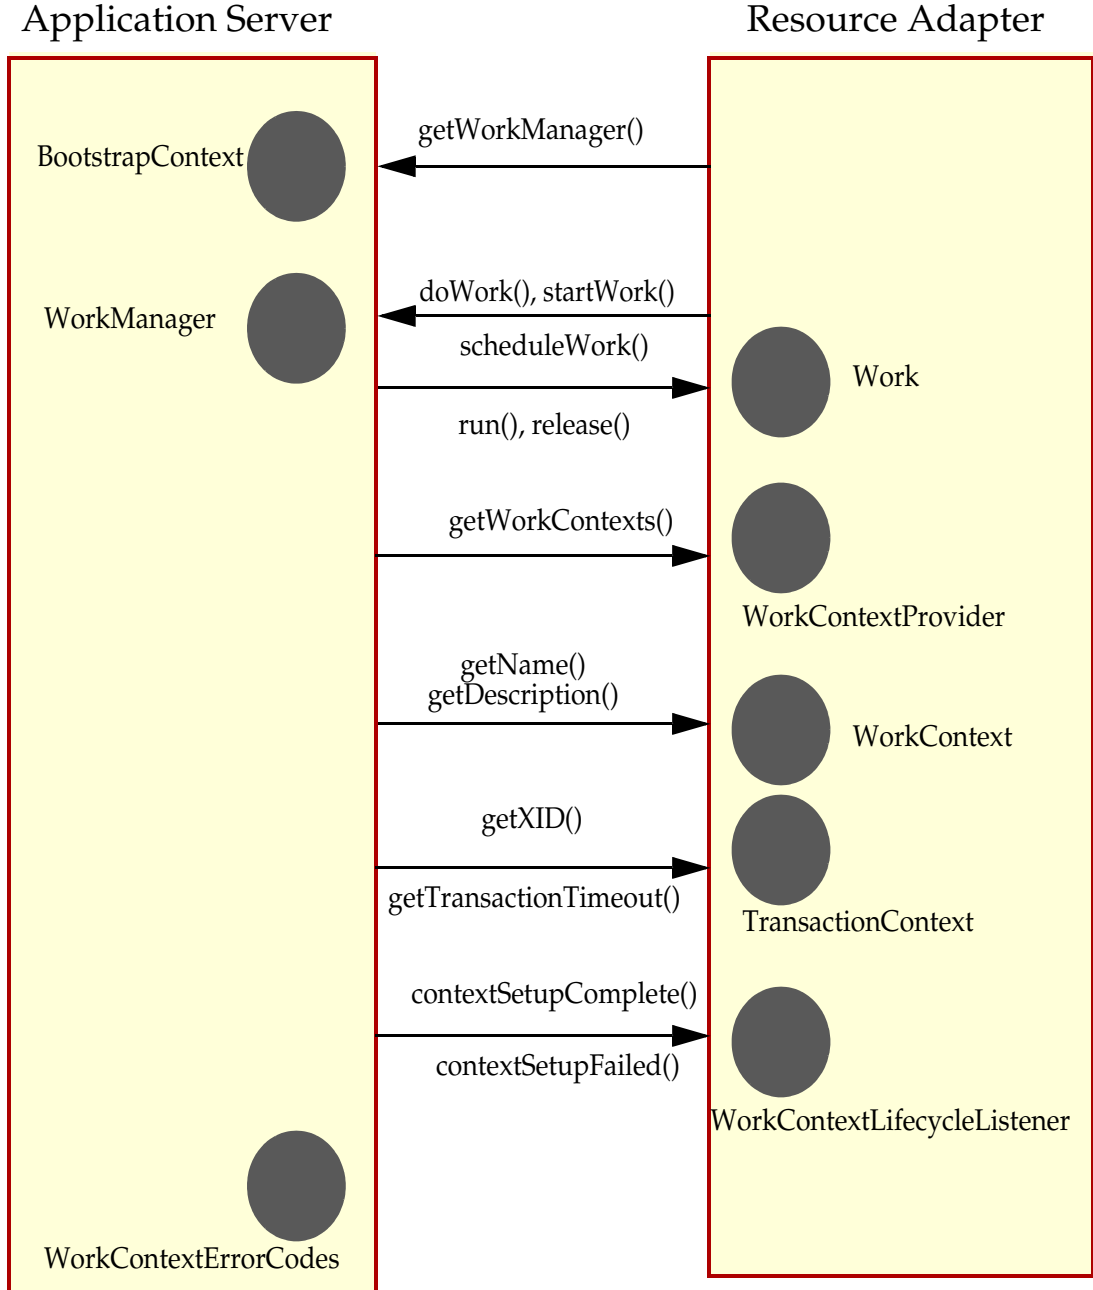 Application Server
Resource Adapter
getWorkManager()
BootstrapContext
doWork(), startWork()
WorkManager
scheduleWork()
Work
run(), release()
getWorkContexts()
WorkContextProvider
getName()
getDescription()
WorkContext
getXID()
getTransactionTimeout()
TransactionContext
contextSetupComplete()
contextSetupFailed()
WorkContextLifecycleListener
WorkContextErrorCodes